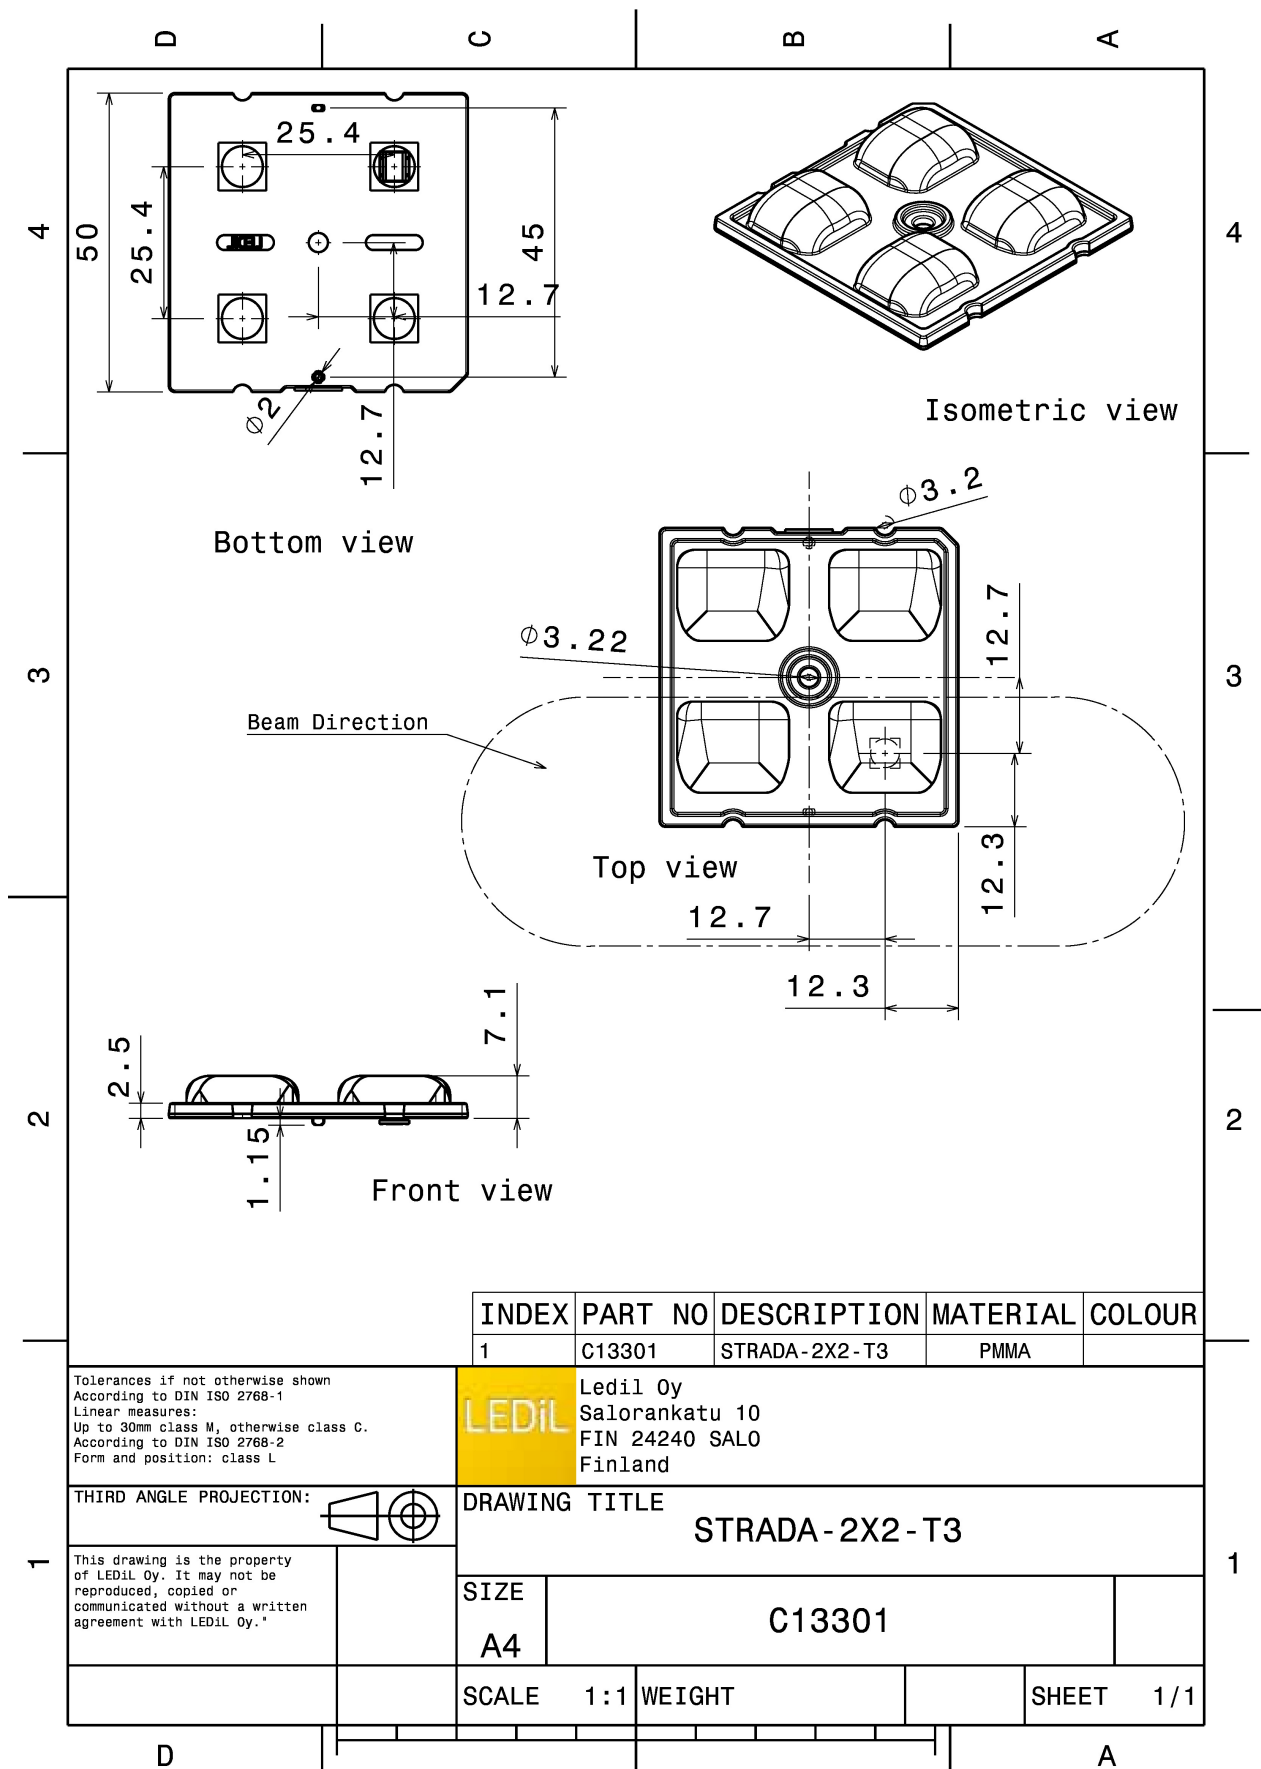 D C B A
25.4
4
50
25.4
45
4
12.7
Ø2
12.7
Isometric view
Bottom view
Ø3.2
12.7
3
Ø3.22
3
Beam Direction
Top view
12.3
12.7
12.3
7.1
2.5
2
1.15
2
Front view
INDEX PART NO DESCRIPTION MATERIAL COLOUR
1 C13301 STRADA-2X2-T3 PMMA
Tolerances if not otherwise shown
According to DIN ISO 2768-1
Linear measures:
Up to 30mm class M, otherwise class C.
According to DIN ISO 2768-2
Form and position: class L
LEDiL
Ledil Oy
Salorankatu 10
FIN 24240 SALO
Finland
THIRD ANGLE PROJECTION:
DRAWING TITLE
STRADA-2X2-T3
1
This drawing is the property
of LEDiL Oy. It may not be
reproduced, copied or
communicated without a written
agreement with LEDiL Oy."
SIZE
A4
C13301
1
SCALE 1:1 WEIGHT SHEET 1/1
D A